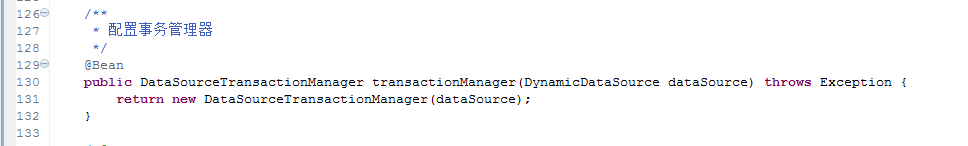 126 /**
127 * 配置事务管理器
128 */
129 @Bean
130 public DataSourceTransactionManager transactionManager(DynamicDataSource dataSource) throws Exception {
131 return new DataSourceTransactionManager(dataSource);
132 }
133